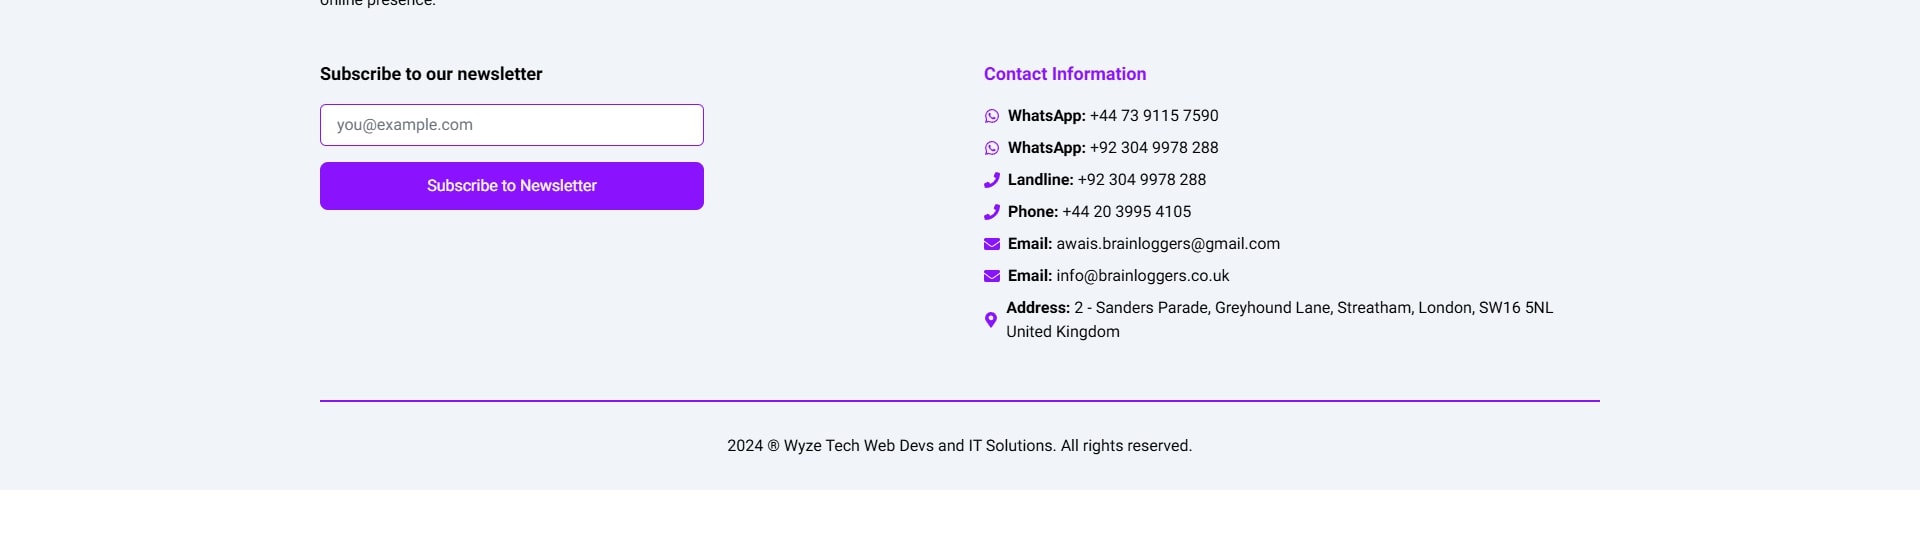 online presence.
Subscribe to our newsletter
you@example.com
Subscribe to Newsletter
Contact Information
WhatsApp: +44 73 9115 7590
WhatsApp: +92 304 9978 288
Landline: +92 304 9978 288
Phone: +44 20 3995 4105
Email: awais.brainloggers@gmail.com
Email: info@brainloggers.co.uk
Address: 2 - Sanders Parade, Greyhound Lane, Streatham, London, SW16 5NL
United Kingdom
2024 ® Wyze Tech Web Devs and IT Solutions. All rights reserved.